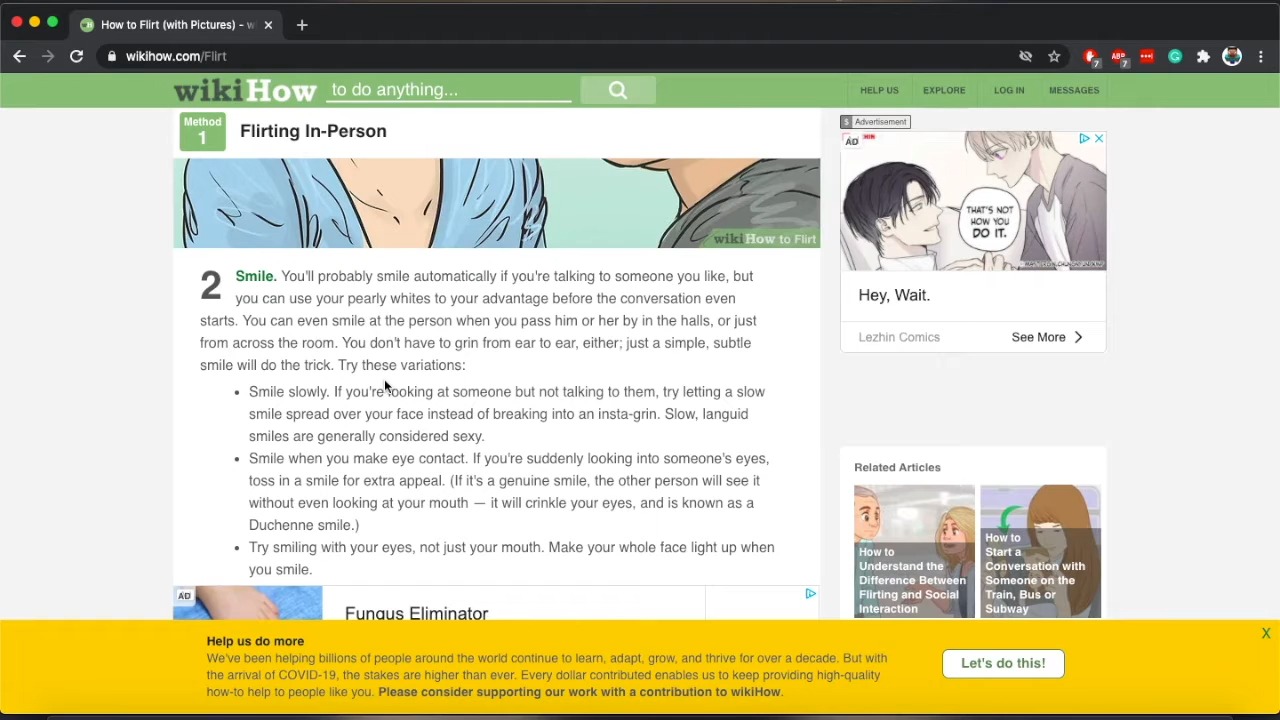 How to Flirt (with Pictures) - w
wikihow.com/Flirt
7
ABP
7
wikiHow
to do anything...
HELP US
EXPLORE
LOG IN
MESSAGES
Method
1
Flirting In-Person
wikiHow to Flirt
2
Smile. You'll probably smile automatically if you're talking to someone you like, but
you can use your pearly whites to your advantage before the conversation even
starts. You can even smile at the person when you pass him or her by in the halls, or just
from across the room. You don't have to grin from ear to ear, either; just a simple, subtle
smile will do the trick. Try these variations:
• Smile slowly. If you're looking at someone but not talking to them, try letting a slow
smile spread over your face instead of breaking into an insta-grin. Slow, languid
smiles are generally considered sexy.
• Smile when you make eye contact. If you're suddenly looking into someone's eyes,
toss in a smile for extra appeal. (If it's a genuine smile, the other person will see it
without even looking at your mouth — it will crinkle your eyes, and is known as a
Duchenne smile.)
• Try smiling with your eyes, not just your mouth. Make your whole face light up when
you smile.
AD
Fungus Eliminator
$ Advertisement
AD
THAT'S NOT
HOW YOU
DO IT.
Hey, Wait.
Lezhin Comics
See More
Related Articles
How to
Understand the
Difference Between
Flirting and Social
Interaction
How to
Start a
Conversation with
Someone on the
Train, Bus or
Subway
Help us do more
X
We've been helping billions of people around the world continue to learn, adapt, grow, and thrive for over a decade. But with
the arrival of COVID-19, the stakes are higher than ever. Every dollar contributed enables us to keep providing high-quality
how-to help to people like you. Please consider supporting our work with a contribution to wikiHow.
Let's do this!